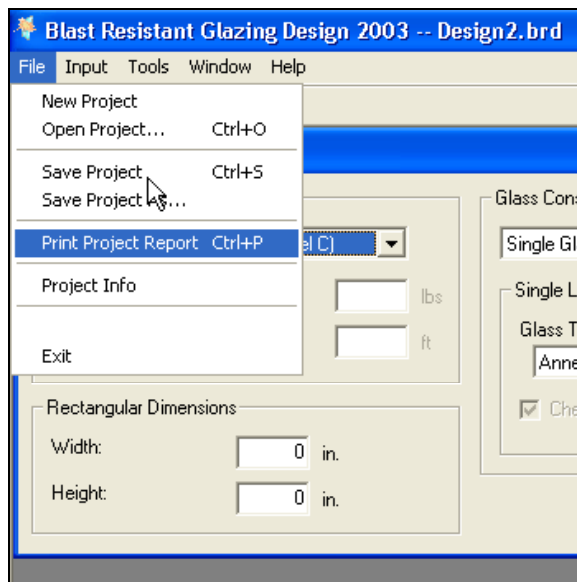 Blast Resistant Glazing Design 2003 -- Design2.brd
File Input Tools Window Help
New Project
Open Project... Ctrl+O
Save Project Ctrl+S
Save Project As...
Print Project Report Ctrl+P
Project Info
Exit
el C)
lbs
ft
Rectangular Dimensions
Width: 0 in.
Height: 0 in.
Glass Cons
Single Gl
Single L
Glass T
Anne
Che